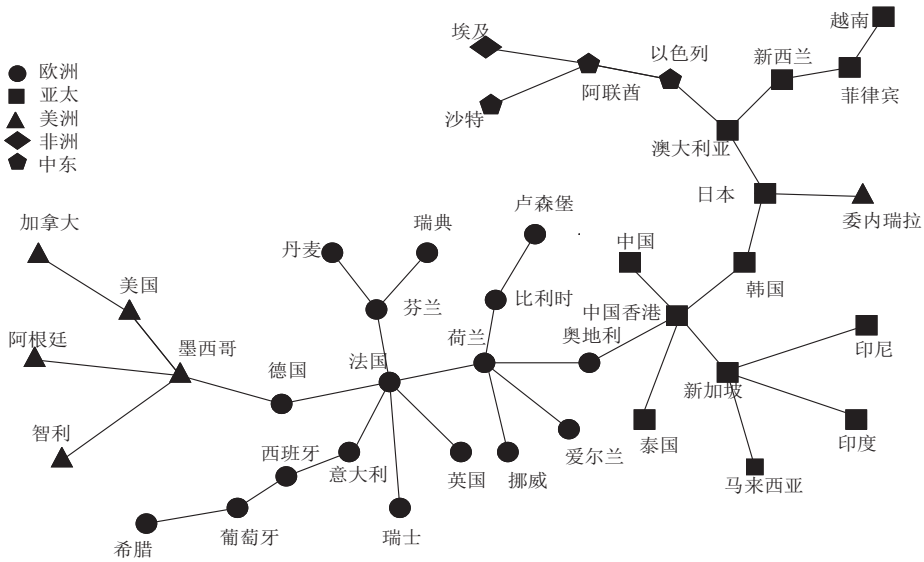 欧洲
亚太
美洲
非洲
中东
埃及
沙特
阿联酋
以色列
新西兰
越南
菲律宾
澳大利亚
日本
委内瑞拉
加拿大
美国
阿根廷
墨西哥
智利
丹麦
瑞典
芬兰
卢森堡
比利时
中国
韩国
中国香港
奥地利
荷兰
法国
德国
印尼
新加坡
泰国
印度
马来西亚
爱尔兰
挪威
英国
意大利
西班牙
葡萄牙
希腊
瑞士